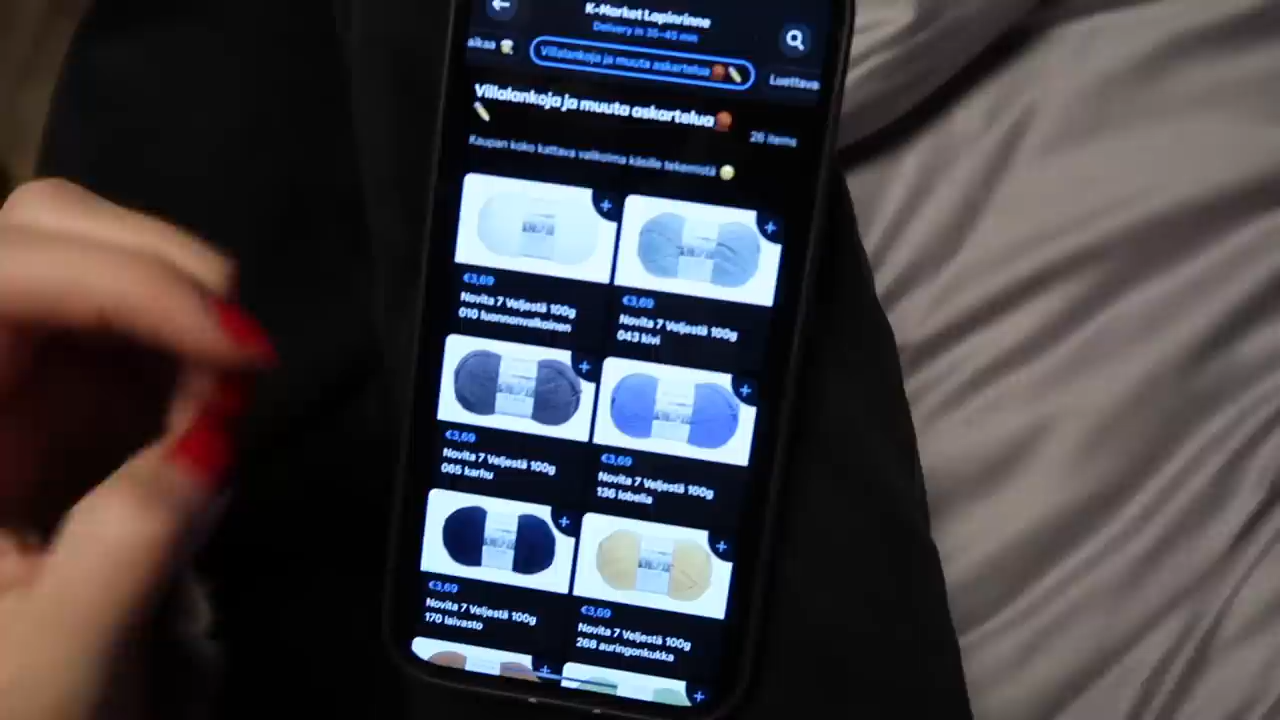 K-Market Lapinrinne
Delivery in 35–45 min
aikaa
Villalankoja ja muuta askartelua
Luettavaa
Villalankoja ja muuta askartelua
26 items
Kaupan koko kattava valikoima käsille tekemistä
€3,69
Novita 7 Veljestä 100g
010 luonnonvalkoinen
€3,69
Novita 7 Veljestä 100g
043 kivi
€3,69
Novita 7 Veljestä 100g
065 karhu
€3,69
Novita 7 Veljestä 100g
136 lobelia
€3,69
Novita 7 Veljestä 100g
170 laivasto
€3,69
Novita 7 Veljestä 100g
268 auringonkukka